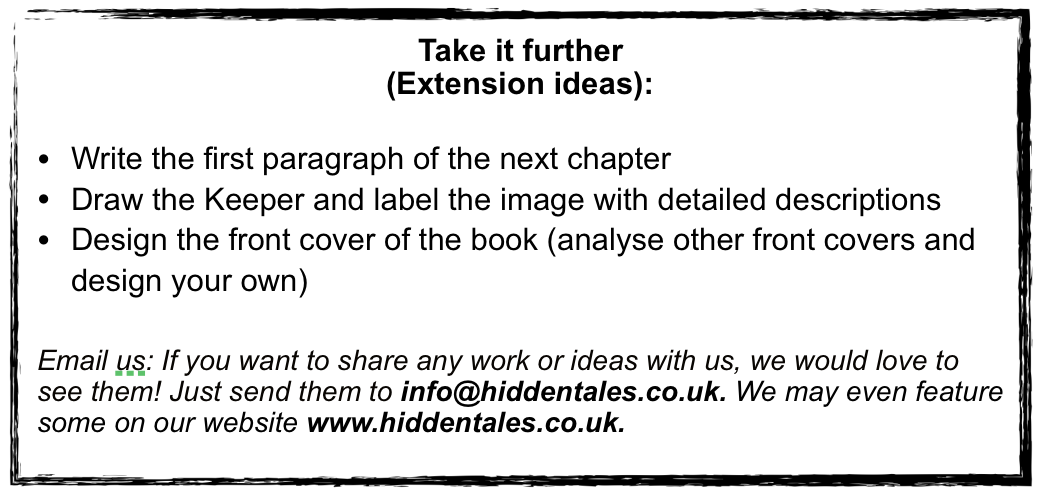 Take it further
(Extension ideas):
• Write the first paragraph of the next chapter
• Draw the Keeper and label the image with detailed descriptions
• Design the front cover of the book (analyse other front covers and
design your own)
Email us: If you want to share any work or ideas with us, we would love to
see them! Just send them to info@hiddentales.co.uk. We may even feature
some on our website www.hiddentales.co.uk.